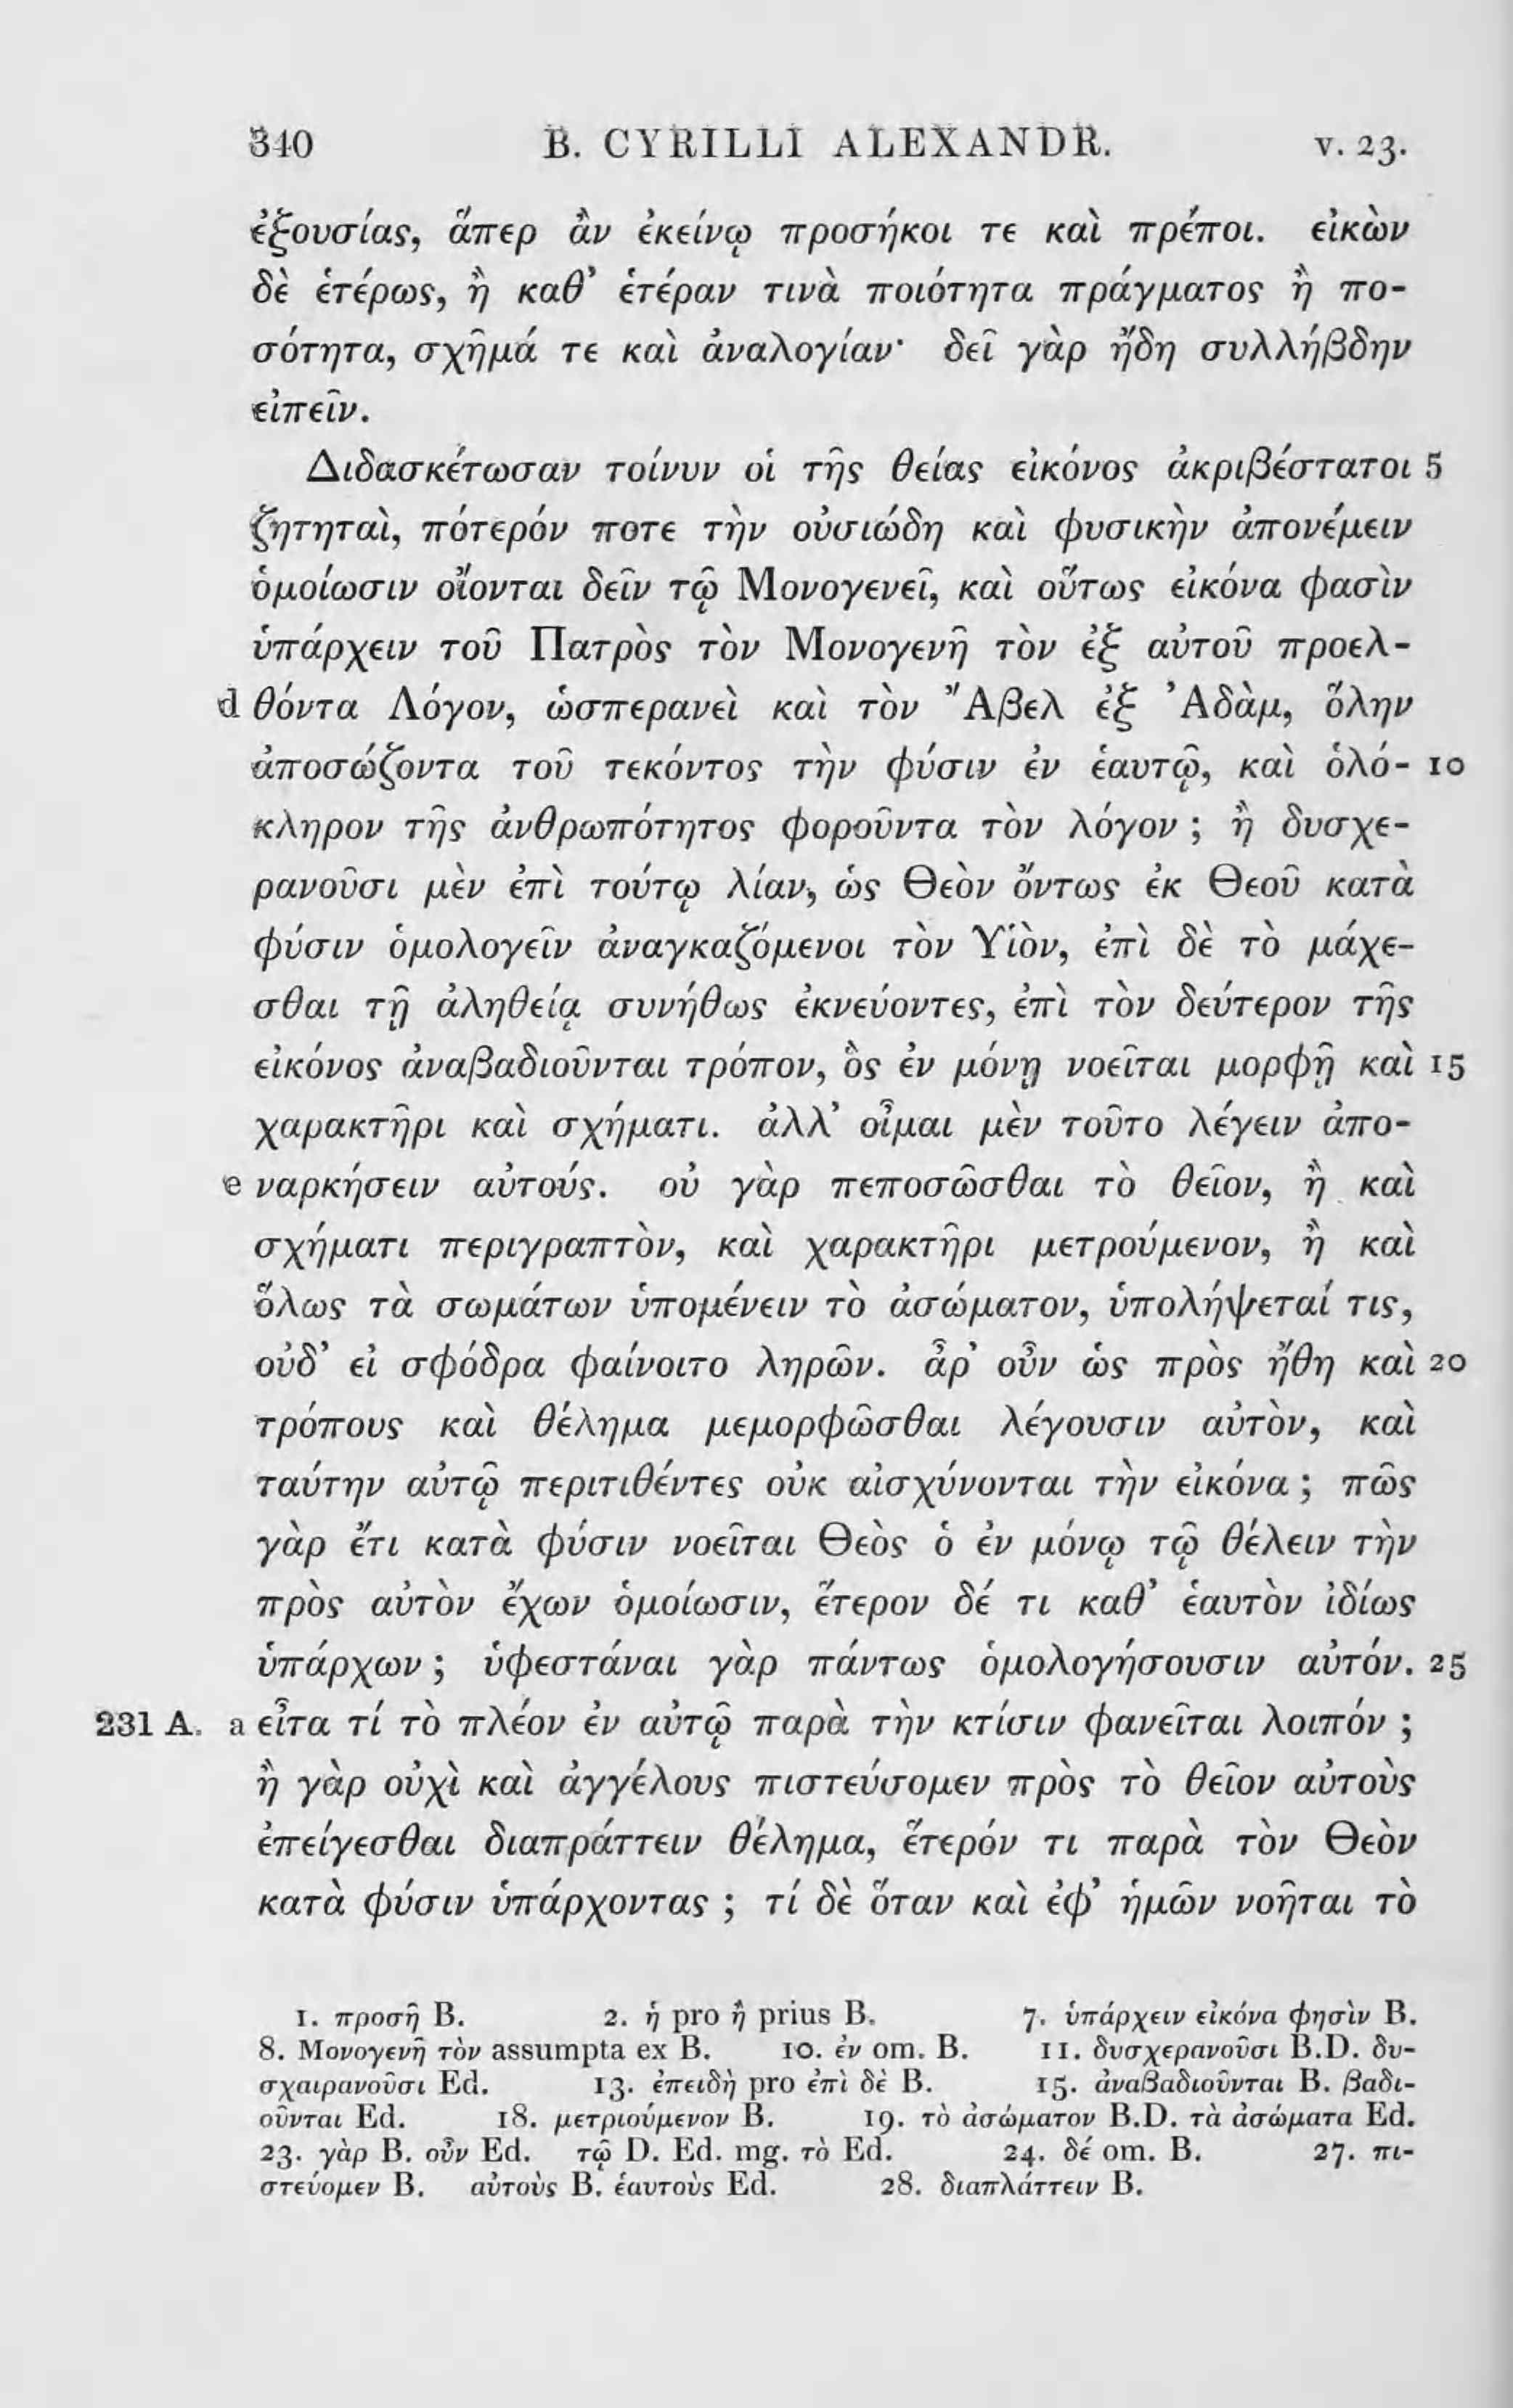 340 B. CYRILLI ALEXANDR. v. 23.
ἐξουσίας, ἅπερ ἂν ἐκείνῳ προσήκοι τε καὶ πρέποι. εἰκὼν
δὲ ἑτέρως, ἢ καθ’ ἑτέραν τινὰ ποιότητα πράγματος ἢ πο-
σότητα, σχῆμά τε καὶ ἀναλογίαν· δεῖ γὰρ ἤδη συλλήβδην
εἰπεῖν.
Διδασκέτωσαν τοίνυν οἱ τῆς θείας εἰκόνος ἀκριβέστατοι 5
ζητηταὶ, πότερόν ποτε τὴν οὐσιώδη καὶ φυσικὴν ἀπονέμειν
ὁμοίωσιν οἴονται δεῖν τῷ Μονογενεῖ, καὶ οὕτως εἰκόνα φασὶν
ὑπάρχειν τοῦ Πατρὸς τὸν Μονογενῆ τὸν ἐξ αὐτοῦ προελ-
d θόντα Λόγον, ὡσπερανεὶ καὶ τὸν Ἄβελ ἐξ Ἀδὰμ, ὅλην
ἀποσώζοντα τοῦ τεκόντος τὴν φύσιν ἐν ἑαυτῷ, καὶ ὁλό- 10
κληρον τῆς ἀνθρωπότητος φοροῦντα τὸν λόγον ; ἢ δυσχε-
ρανοῦσι μὲν ἐπὶ τούτῳ λίαν, ὡς Θεὸν ὄντως ἐκ Θεοῦ κατὰ
φύσιν ὁμολογεῖν ἀναγκαζόμενοι τὸν Υἱὸν, ἐπὶ δὲ τὸ μάχε-
σθαι τῇ ἀληθείᾳ συνήθως ἐκνεύοντες, ἐπὶ τὸν δεύτερον τῆς
εἰκόνος ἀναβαδιοῦνται τρόπον, ὃς ἐν μόνῃ νοεῖται μορφῇ καὶ 15
χαρακτῆρι καὶ σχήματι. ἀλλ’ οἶμαι μὲν τοῦτο λέγειν ἀπο-
e ναρκήσειν αὐτούς. οὐ γὰρ πεποσῶσθαι τὸ θεῖον, ἢ καὶ
σχήματι περιγραπτὸν, καὶ χαρακτῆρι μετρούμενον, ἢ καὶ
ὅλως τὰ σωμάτων ὑπομένειν τὸ ἀσώματον, ὑπολήψεταί τις,
οὐδ’ εἰ σφόδρα φαίνοιτο ληρῶν. ἆρ’ οὖν ὡς πρὸς ἤθη καὶ 20
τρόπους καὶ θέλημα μεμορφῶσθαι λέγουσιν αὐτὸν, καὶ
ταύτην αὐτῷ περιτιθέντες οὐκ αἰσχύνονται τὴν εἰκόνα ; πῶς
γὰρ ἔτι κατὰ φύσιν νοεῖται Θεὸς ὁ ἐν μόνῳ τῷ θέλειν τὴν
πρὸς αὐτὸν ἔχων ὁμοίωσιν, ἕτερον δέ τι καθ’ ἑαυτὸν ἰδίως
ὑπάρχων ; ὑφεστάναι γὰρ πάντως ὁμολογήσουσιν αὐτόν. 25
231 A. a εἶτα τί τὸ πλέον ἐν αὐτῷ παρὰ τὴν κτίσιν φανεῖται λοιπόν ;
ἢ γὰρ οὐχὶ καὶ ἀγγέλους πιστεύσομεν πρὸς τὸ θεῖον αὐτοὺς
ἐπείγεσθαι διαπράττειν θέλημα, ἕτερόν τι παρὰ τὸν Θεὸν
κατὰ φύσιν ὑπάρχοντας ; τί δὲ ὅταν καὶ ἐφ’ ἡμῶν νοῆται τὸ
1. προσῇ B. 2. ἡ pro ἢ prius B. 7. ὑπάρχειν εἰκόνα φησὶν B.
8. Μονογενῆ τὸν assumpta ex B. 10. ἐν om. B. 11. δυσχερανοῦσι B.D. δυ-
σχαιρανοῦσι Ed. 13. ἐπειδὴ pro ἐπὶ δὲ B. 15. ἀναβαδιοῦνται B. βαδι-
οῦνται Ed. 18. μετριούμενον B. 19. τὸ ἀσώματον B.D. τὰ ἀσώματα Ed.
23. γὰρ B. οὖν Ed. τῷ D. Ed. mg. τὸ Ed. 24. δέ om. B. 27. πι-
στεύομεν B. αὐτοὺς B. ἑαυτοὺς Ed. 28. διαπλάττειν B.